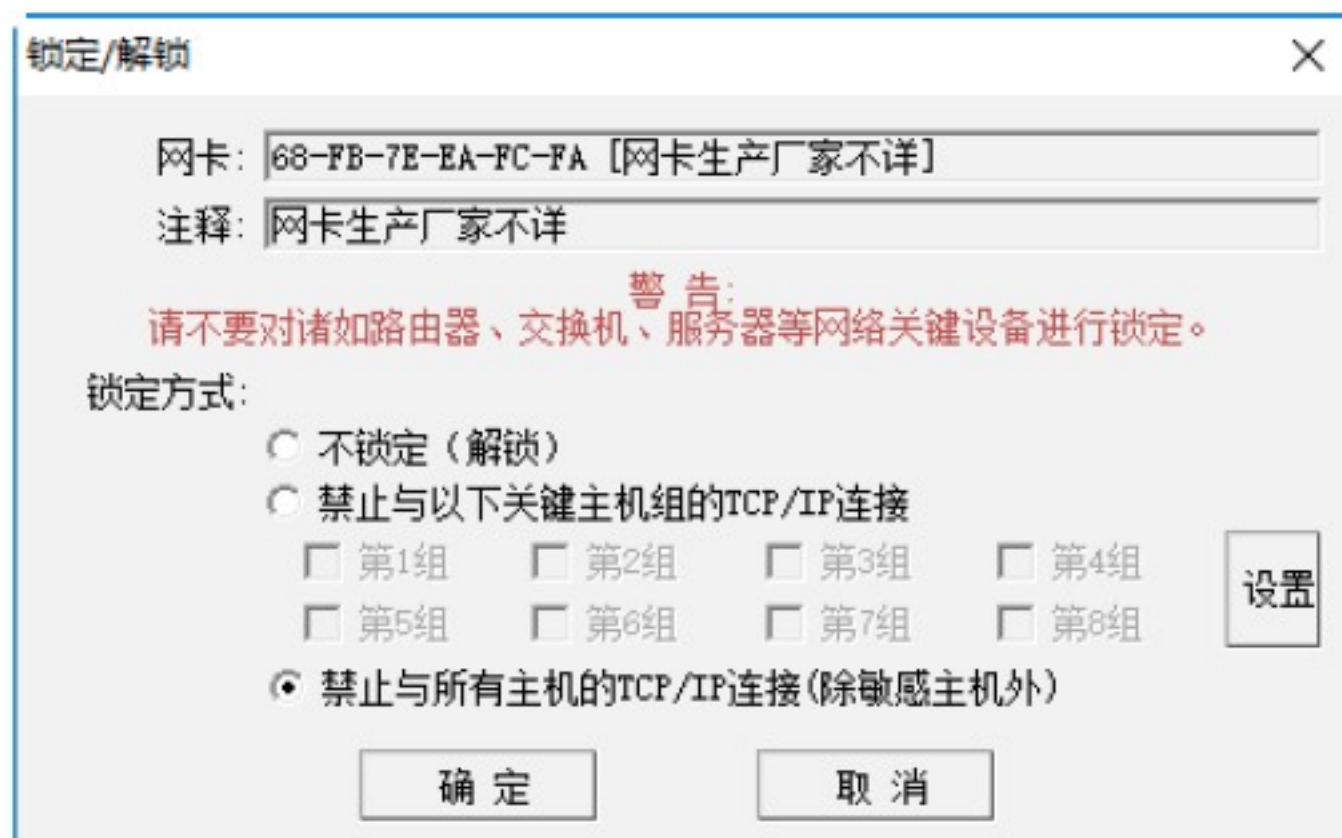 锁定/解锁
网卡: 68-FB-7E-EA-FC-FA [网卡生产厂家不详]
注释: 网卡生产厂家不详
警 告:
请不要对诸如路由器、交换机、服务器等网络关键设备进行锁定。
锁定方式:
不锁定（解锁）
禁止与以下关键主机组的TCP/IP连接
第1组 第2组 第3组 第4组
设置
第5组 第6组 第7组 第8组
禁止与所有主机的TCP/IP连接(除敏感主机外)
确 定 取 消